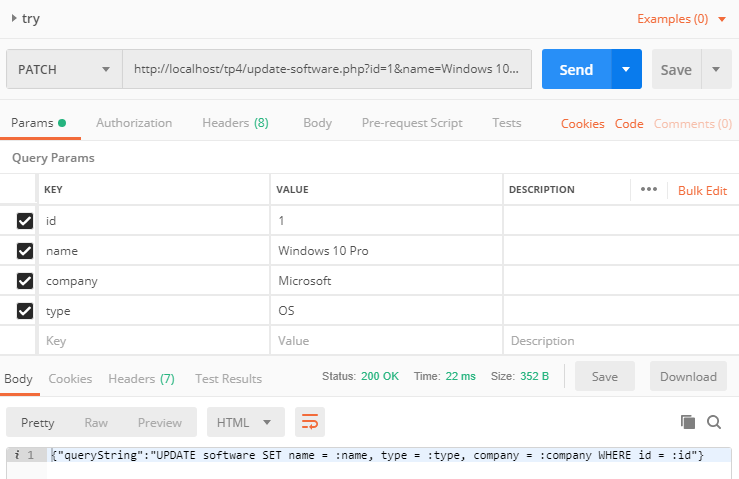 try
Examples (0)
PATCH http://localhost/tp4/update-software.php?id=1&name=Windows 10... Send Save
Params Authorization Headers (8) Body Pre-request Script Tests Cookies Code Comments (0)
Query Params
KEY VALUE DESCRIPTION ••• Bulk Edit
id 1
name Windows 10 Pro
company Microsoft
type OS
Key Value Description
Body Cookies Headers (7) Test Results Status: 200 OK Time: 22 ms Size: 352 B Save Download
Pretty Raw Preview HTML
i 1 {"queryString":"UPDATE software SET name = :name, type = :type, company = :company WHERE id = :id"}